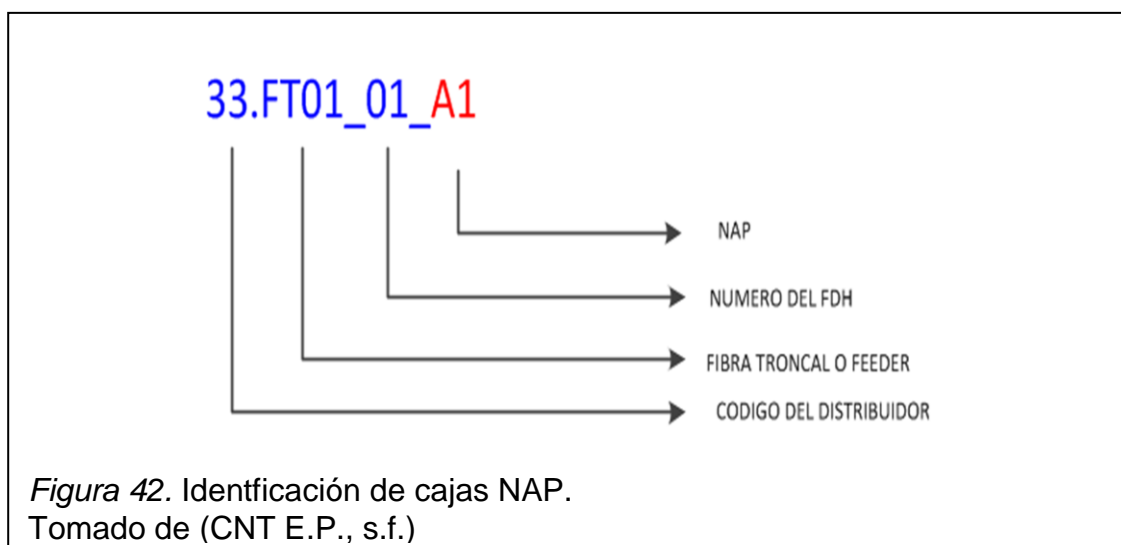 33.FT01_01_A1
NAP
NUMERO DEL FDH
FIBRA TRONCAL O FEEDER
CODIGO DEL DISTRIBUIDOR
Figura 42. Identficación de cajas NAP.
Tomado de (CNT E.P., s.f.)